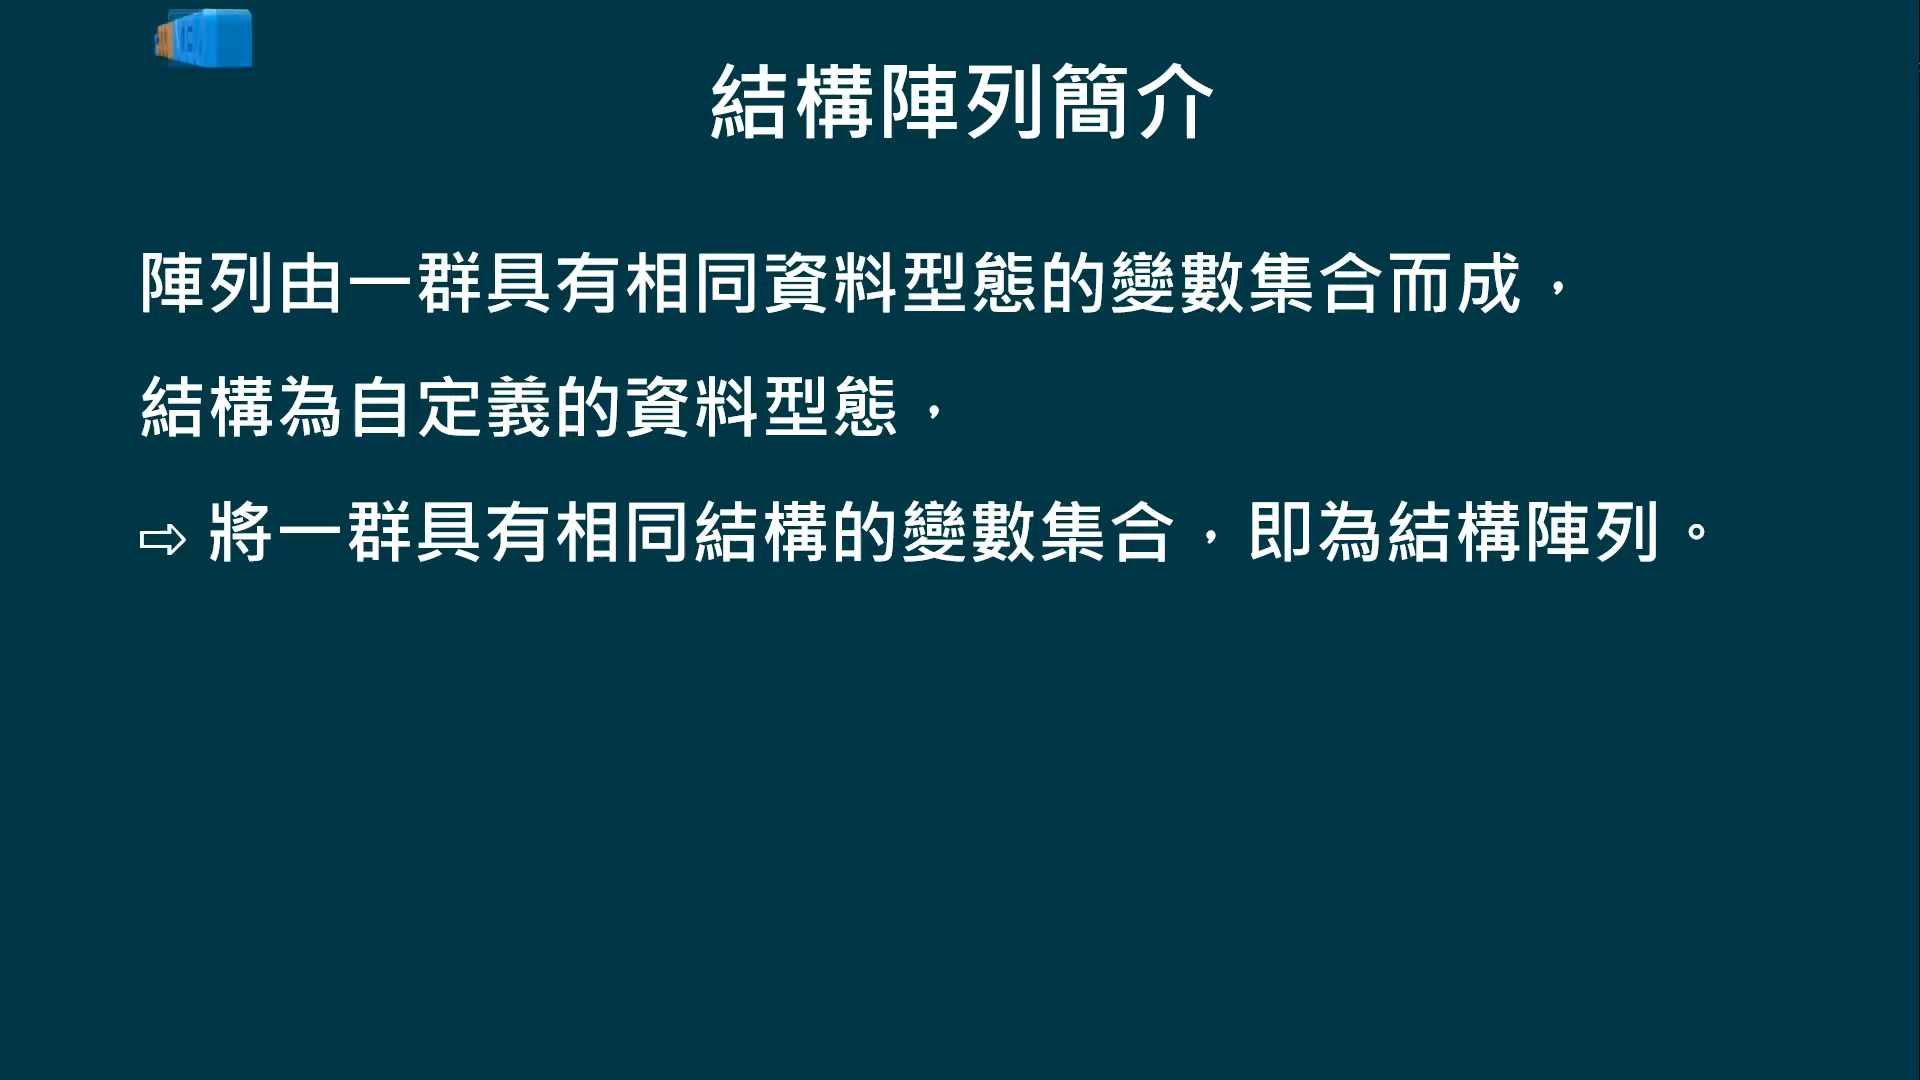 結構陣列簡介
陣列由一群具有相同資料型態的變數集合而成，
結構為自定義的資料型態，
⇨ 將一群具有相同結構的變數集合，即為結構陣列。